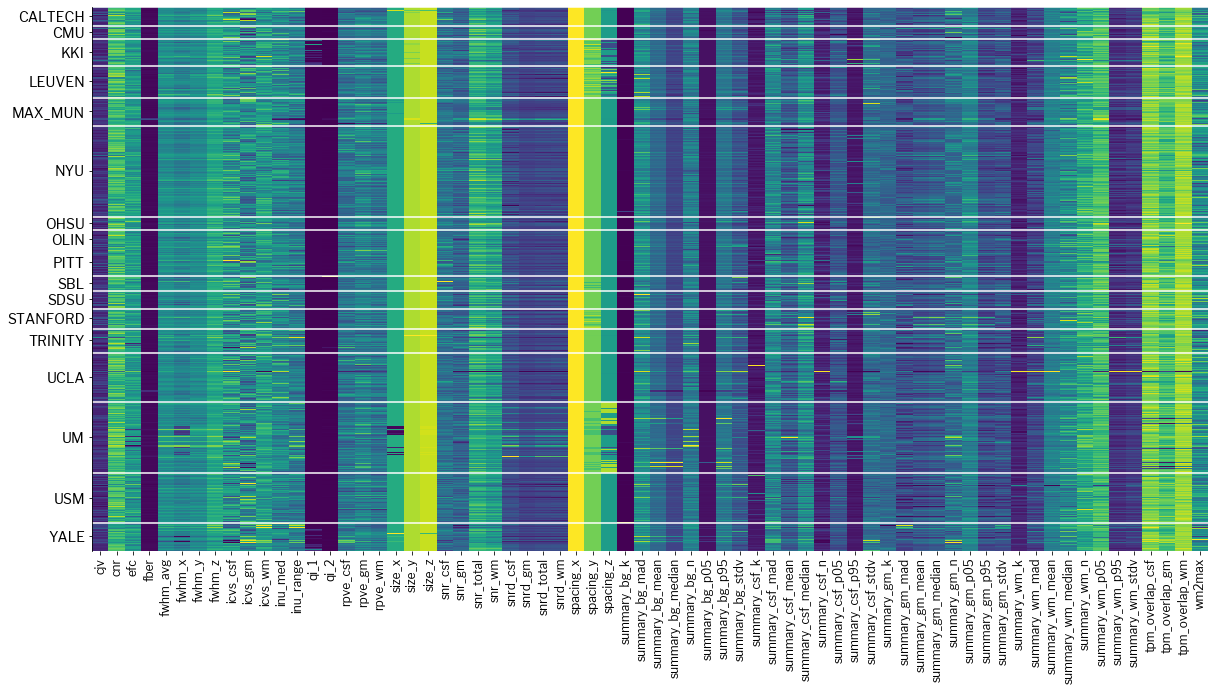 CALTECH
CMU
KKI
LEUVEN
MAX_MUN
NYU
OHSU
OLIN
PITT
SBL
SDSU
STANFORD
TRINITY
UCLA
UM
USM
YALE
cjv
cnr
efc
fber
fwhm_avg
fwhm_x
fwhm_y
fwhm_z
icvs_csf
icvs_gm
icvs_wm
inu_med
inu_range
qi_1
qi_2
rpve_csf
rpve_gm
rpve_wm
size_x
size_y
size_z
snr_csf
snr_gm
snr_total
snr_wm
snrd_csf
snrd_gm
snrd_total
snrd_wm
spacing_x
spacing_y
spacing_z
summary_bg_k
summary_bg_mad
summary_bg_mean
summary_bg_median
summary_bg_n
summary_bg_p05
summary_bg_p95
summary_bg_stdv
summary_csf_k
summary_csf_mad
summary_csf_mean
summary_csf_median
summary_csf_n
summary_csf_p05
summary_csf_p95
summary_csf_stdv
summary_gm_k
summary_gm_mad
summary_gm_mean
summary_gm_median
summary_gm_n
summary_gm_p05
summary_gm_p95
summary_gm_stdv
summary_wm_k
summary_wm_mad
summary_wm_mean
summary_wm_median
summary_wm_n
summary_wm_p05
summary_wm_p95
summary_wm_stdv
tpm_overlap_csf
tpm_overlap_gm
tpm_overlap_wm
wm2max